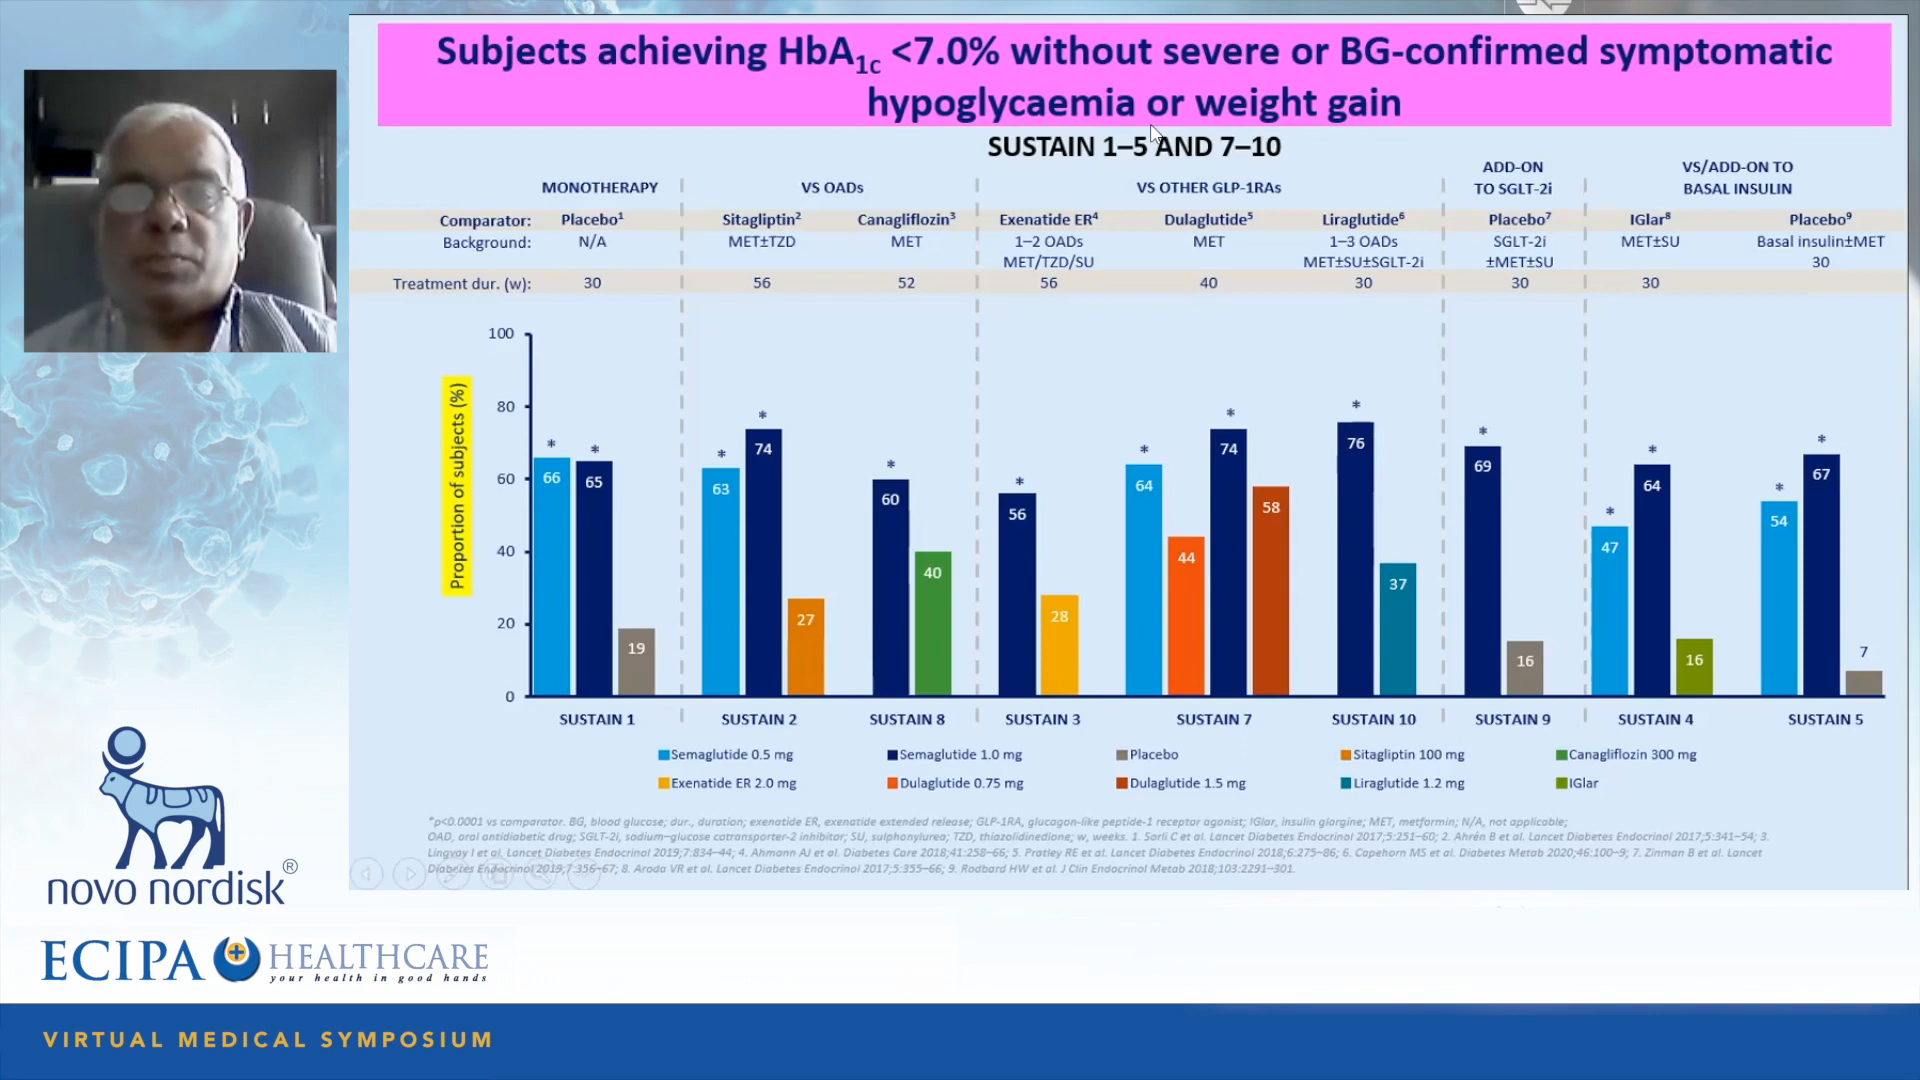 Subjects achieving HbA1c <7.0% without severe or BG-confirmed symptomatic
hypoglycaemia or weight gain
SUSTAIN 1–5 AND 7–10
MONOTHERAPY
VS OADs
VS OTHER GLP-1RAs
ADD-ON
TO SGLT-2i
VS/ADD-ON TO
BASAL INSULIN
Comparator: Placebo1 Sitagliptin2 Canagliflozin3 Exenatide ER4 Dulaglutide5 Liraglutide6 Placebo7 IGlar8 Placebo9
Background: N/A MET±TZD MET 1–2 OADs MET 1–3 OADs SGLT-2i MET±SU Basal insulin±MET
MET/TZD/SU MET±SU±SGLT-2i ±MET±SU 30
Treatment dur. (w): 30 56 52 56 40 30 30 30
Proportion of subjects (%)
100
80
60
40
20
0
* 66 * 65 19
* 63 * 74 27
* 60 40
* 56 28
* 64 44 * 74 58
* 76 37
* 69 16
* 47 * 64 16
* 54 * 67 7
SUSTAIN 1 SUSTAIN 2 SUSTAIN 8 SUSTAIN 3 SUSTAIN 7 SUSTAIN 10 SUSTAIN 9 SUSTAIN 4 SUSTAIN 5
Semaglutide 0.5 mg Semaglutide 1.0 mg Placebo Sitagliptin 100 mg Canagliflozin 300 mg
Exenatide ER 2.0 mg Dulaglutide 0.75 mg Dulaglutide 1.5 mg Liraglutide 1.2 mg IGlar
*p<0.0001 vs comparator. BG, blood glucose; dur., duration; exenatide ER, exenatide extended release; GLP-1RA, glucagon-like peptide-1 receptor agonist; IGlar, insulin glargine; MET, metformin; N/A, not applicable;
OAD, oral antidiabetic drug; SGLT-2i, sodium–glucose cotransporter-2 inhibitor; SU, sulphonylurea; TZD, thiazolidinedione; w, weeks. 1. Sorli C et al. Lancet Diabetes Endocrinol 2017;5:251–60; 2. Ahrén B et al. Lancet Diabetes Endocrinol 2017;5:341–54; 3.
Lingvay I et al. Lancet Diabetes Endocrinol 2019;7:834–44; 4. Ahmann AJ et al. Diabetes Care 2018;41:258–66; 5. Pratley RE et al. Lancet Diabetes Endocrinol 2018;6:275–86; 6. Capehorn MS et al. Diabetes Metab 2020;46:100–9; 7. Zinman B et al. Lancet
Diabetes Endocrinol 2019;7:356–67; 8. Aroda VR et al. Lancet Diabetes Endocrinol 2017;5:355–66; 9. Rodbard HW et al. J Clin Endocrinol Metab 2018;103:2291–301.
novo nordisk®
ECIPA HEALTHCARE
your health in good hands
VIRTUAL MEDICAL SYMPOSIUM